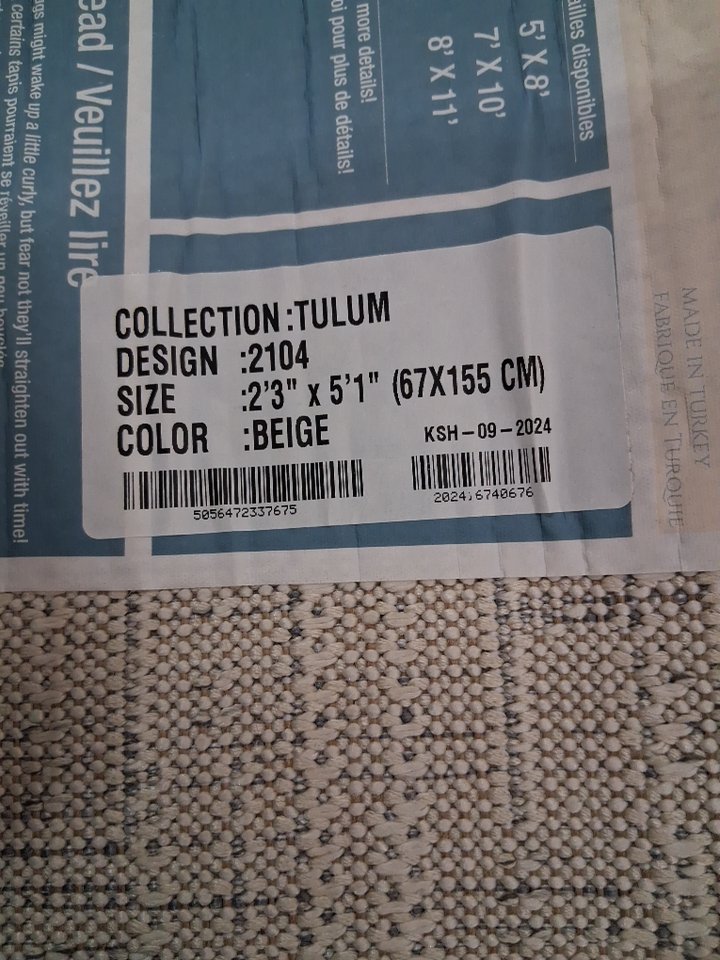 COLLECTION :TULUM
DESIGN :2104
SIZE :2'3" x 5'1" (67X155 CM)
COLOR :BEIGE
KSH-09-2024
5056472337675
ailles disponibles
5' X 8'
7' X 10'
8' X 11'
more details!
oi pour plus de détails!
ead / Veuillez lire
ugs might wake up a little curly, but fear not they'll straighten out with time!
certains tapis pourraient se réveiller un peu
MADE IN TURKEY
FABRIQUE EN TURQUIE